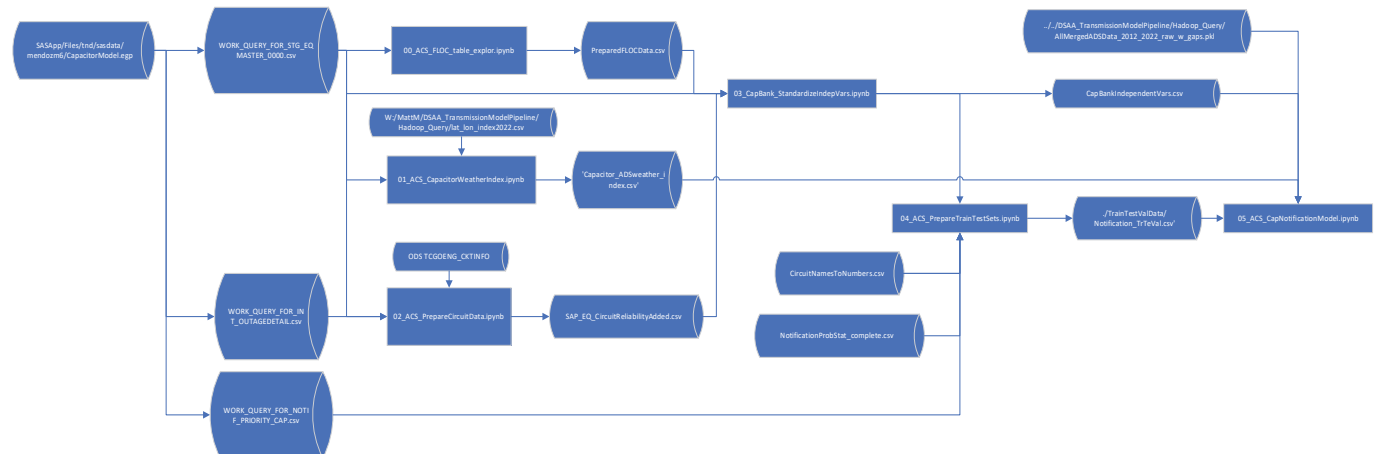 SASApp/Files/tnd/sasdata/
mendozm6/CapacitorModel.egp
WORK_QUERY_FOR_STG_EQ
MASTER_0000.csv
00_ACS_FLOC_table_explor.ipynb
PreparedFLOCData.csv
../../DSAA_TransmissionModelPipeline/Hadoop_Query/
AllMergedADSData_2012_2022_raw_w_gaps.pkl
03_CapBank_StandardizeIndepVars.ipynb
CapBankIndependentVars.csv
W:/MattM/DSAA_TransmissionModelPipeline/
Hadoop_Query/lat_lon_index2022.csv
01_ACS_CapacitorWeatherIndex.ipynb
'Capacitor_ADSweather_i
ndex.csv'
04_ACS_PrepareTrainTestSets.ipynb
./TrainTestValData/
Notification_TrTeVal.csv'
05_ACS_CapNotificationModel.ipynb
ODS TCGOENG_CKTINFO
CircuitNamesToNumbers.csv
WORK_QUERY_FOR_IN
T_OUTAGEDETAIL.csv
02_ACS_PrepareCircuitData.ipynb
SAP_EQ_CircuitReliabilityAdded.csv
NotificationProbStat_complete.csv
WORK_QUERY_FOR_NOTI
F_PRIORITY_CAP.csv